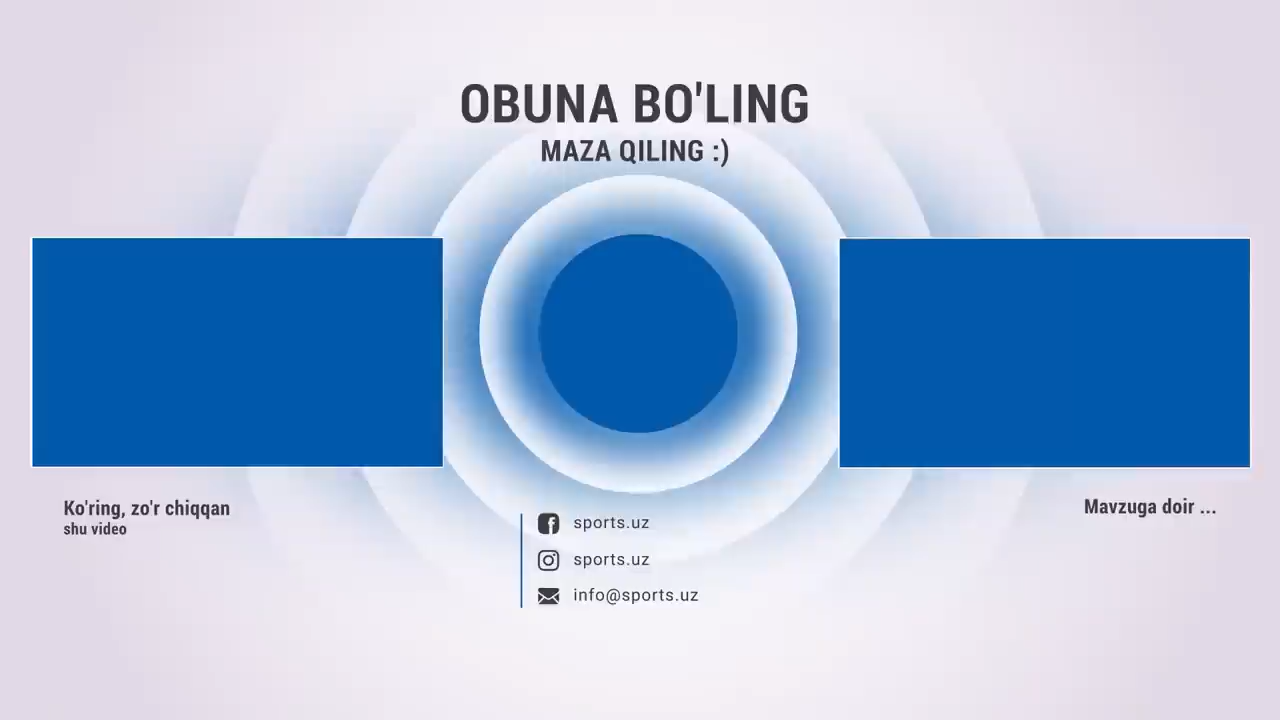 OBUNA BO'LING
MAZA QILING :)
Ko'ring, zo'r chiqqan
shu video
Mavzuga doir ...
sports.uz
sports.uz
info@sports.uz